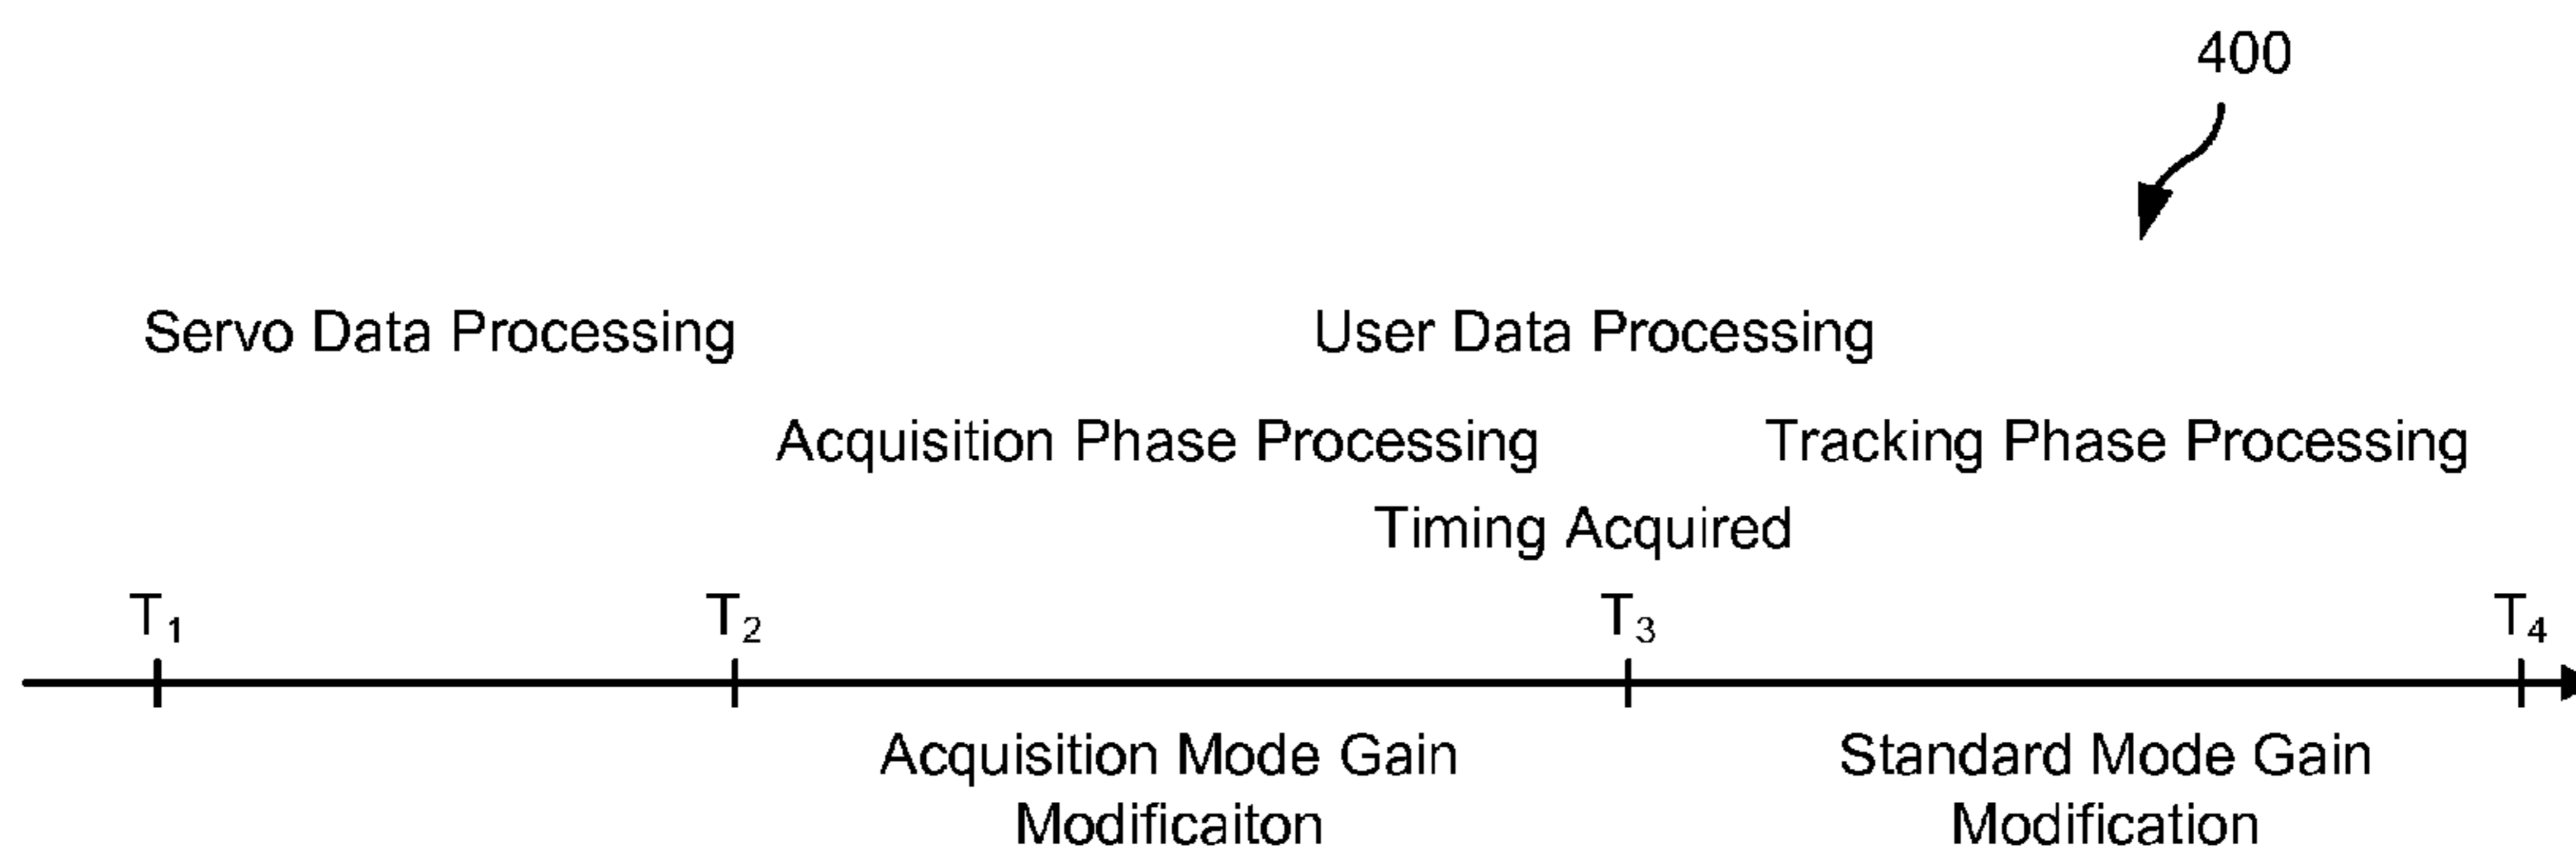 400
Servo Data Processing
User Data Processing
Acquisition Phase Processing
Tracking Phase Processing
Timing Acquired
T1
T2
T3
T4
Acquisition Mode Gain
Modificaiton
Standard Mode Gain
Modification